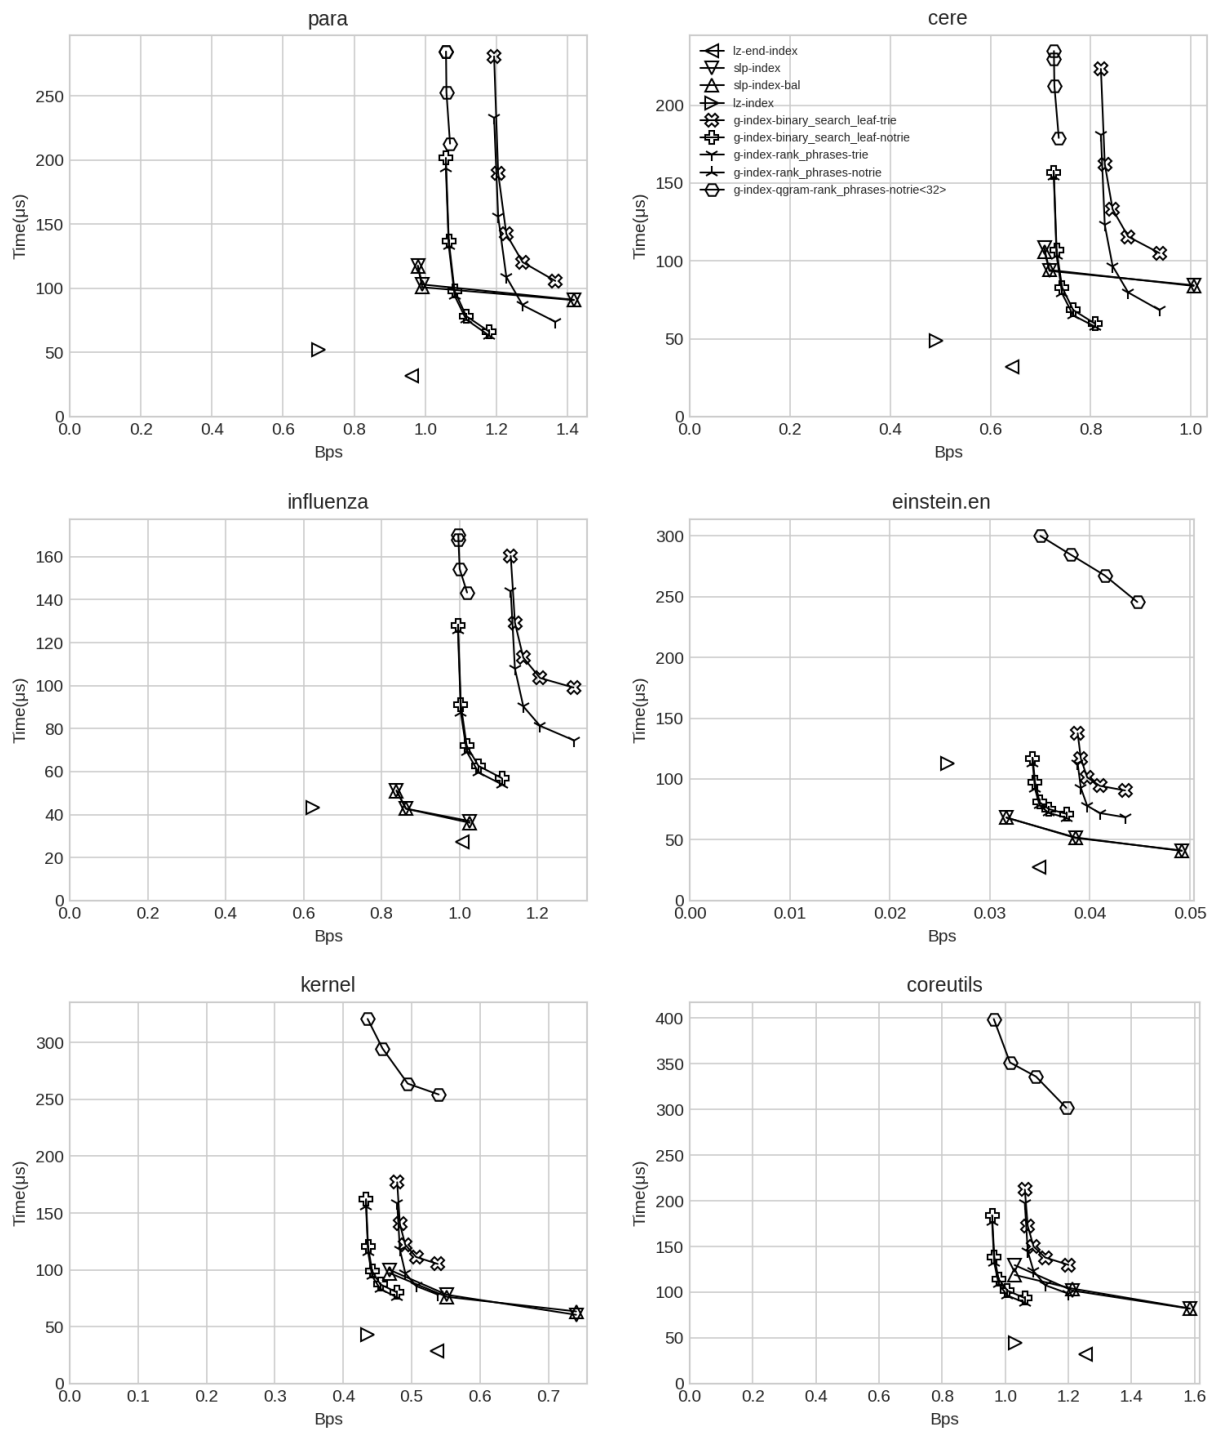 para
Time(μs)
250
200
150
100
50
0
0.0 0.2 0.4 0.6 0.8 1.0 1.2 1.4
Bps
cere
lz-end-index
slp-index
slp-index-bal
lz-index
g-index-binary_search_leaf-trie
g-index-binary_search_leaf-notrie
g-index-rank_phrases-trie
g-index-rank_phrases-notrie
g-index-qgram-rank_phrases-notrie<32>
Time(μs)
200
150
100
50
0
0.0 0.2 0.4 0.6 0.8 1.0
Bps
influenza
Time(μs)
160
140
120
100
80
60
40
20
0
0.0 0.2 0.4 0.6 0.8 1.0 1.2
Bps
einstein.en
Time(μs)
300
250
200
150
100
50
0
0.00 0.01 0.02 0.03 0.04 0.05
Bps
kernel
Time(μs)
300
250
200
150
100
50
0
0.0 0.1 0.2 0.3 0.4 0.5 0.6 0.7
Bps
coreutils
Time(μs)
400
350
300
250
200
150
100
50
0
0.0 0.2 0.4 0.6 0.8 1.0 1.2 1.4 1.6
Bps